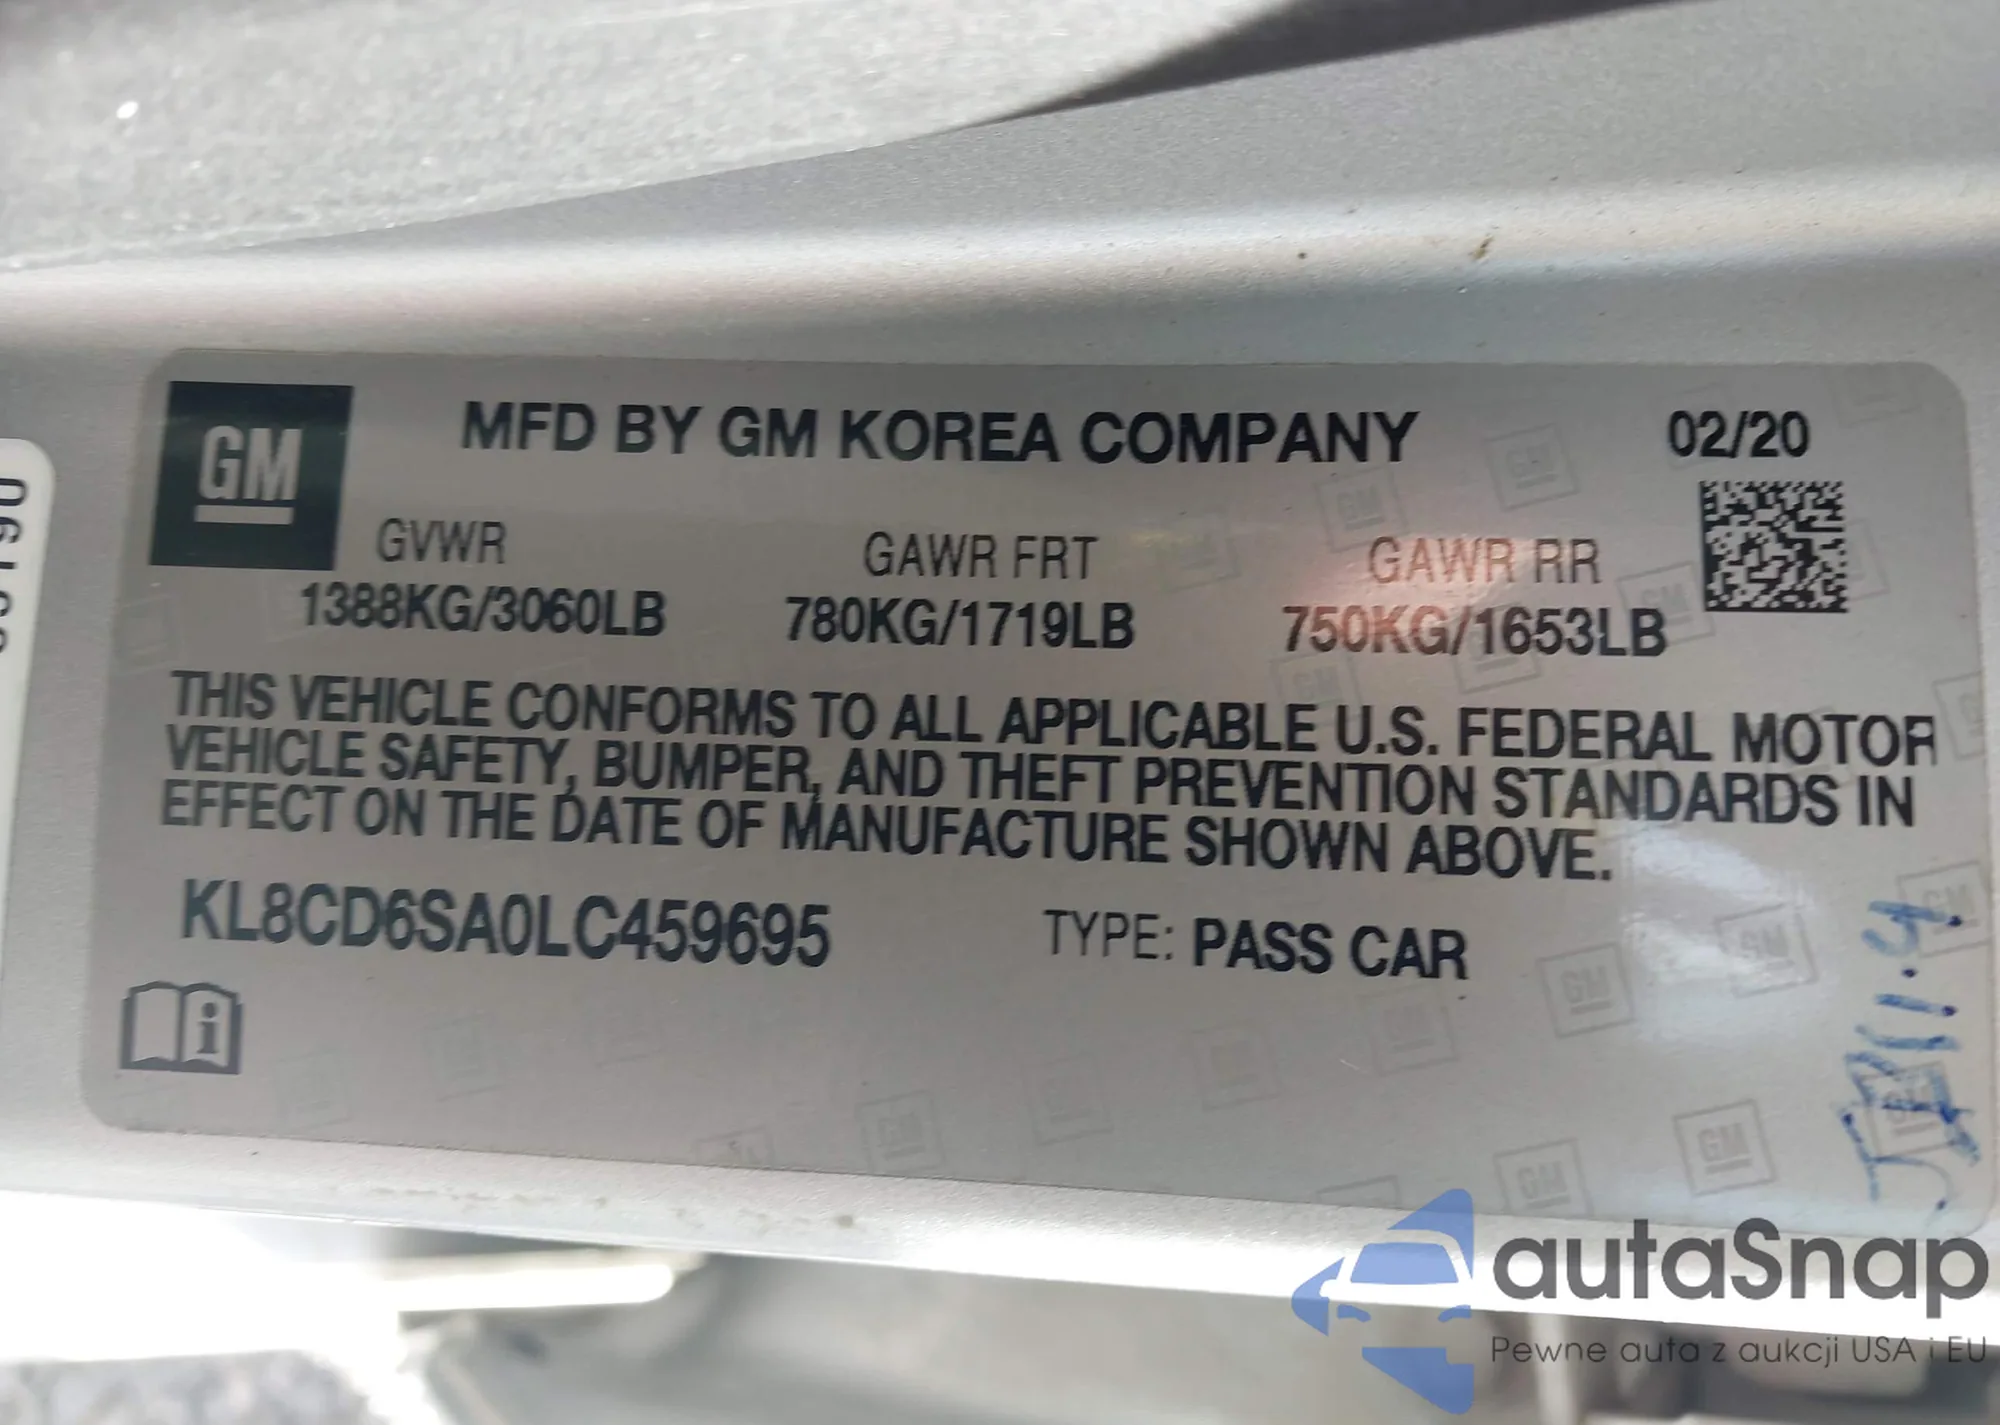 GM
MFD BY GM KOREA COMPANY
02/20
GVWR
GAWR FRT
GAWR RR
1388KG/3060LB
780KG/1719LB
750KG/1653LB
THIS VEHICLE CONFORMS TO ALL APPLICABLE U.S. FEDERAL MOTOR
VEHICLE SAFETY, BUMPER, AND THEFT PREVENTION STANDARDS IN
EFFECT ON THE DATE OF MANUFACTURE SHOWN ABOVE.
KL8CD6SA0LC459695
TYPE: PASS CAR
autaSnap
Pewne auta z aukcji USA i EU